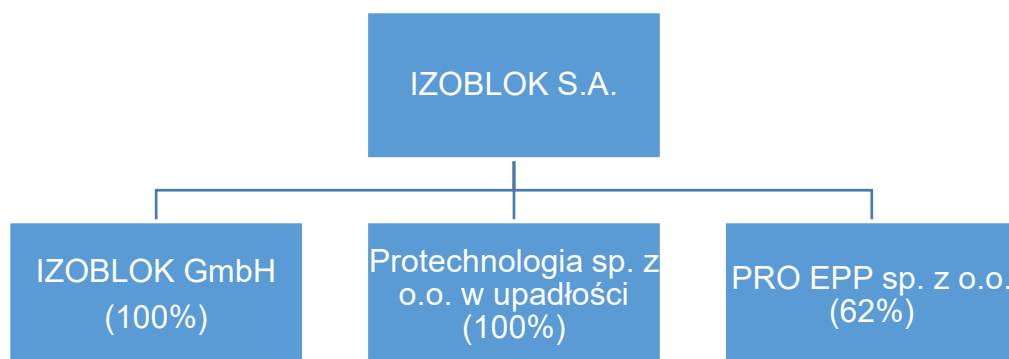 IZOBLOK S.A.
IZOBLOK GmbH
(100%)
Protechnologia sp. z
o.o. w upadłości
(100%)
PRO EPP sp. z o.o.
(62%)